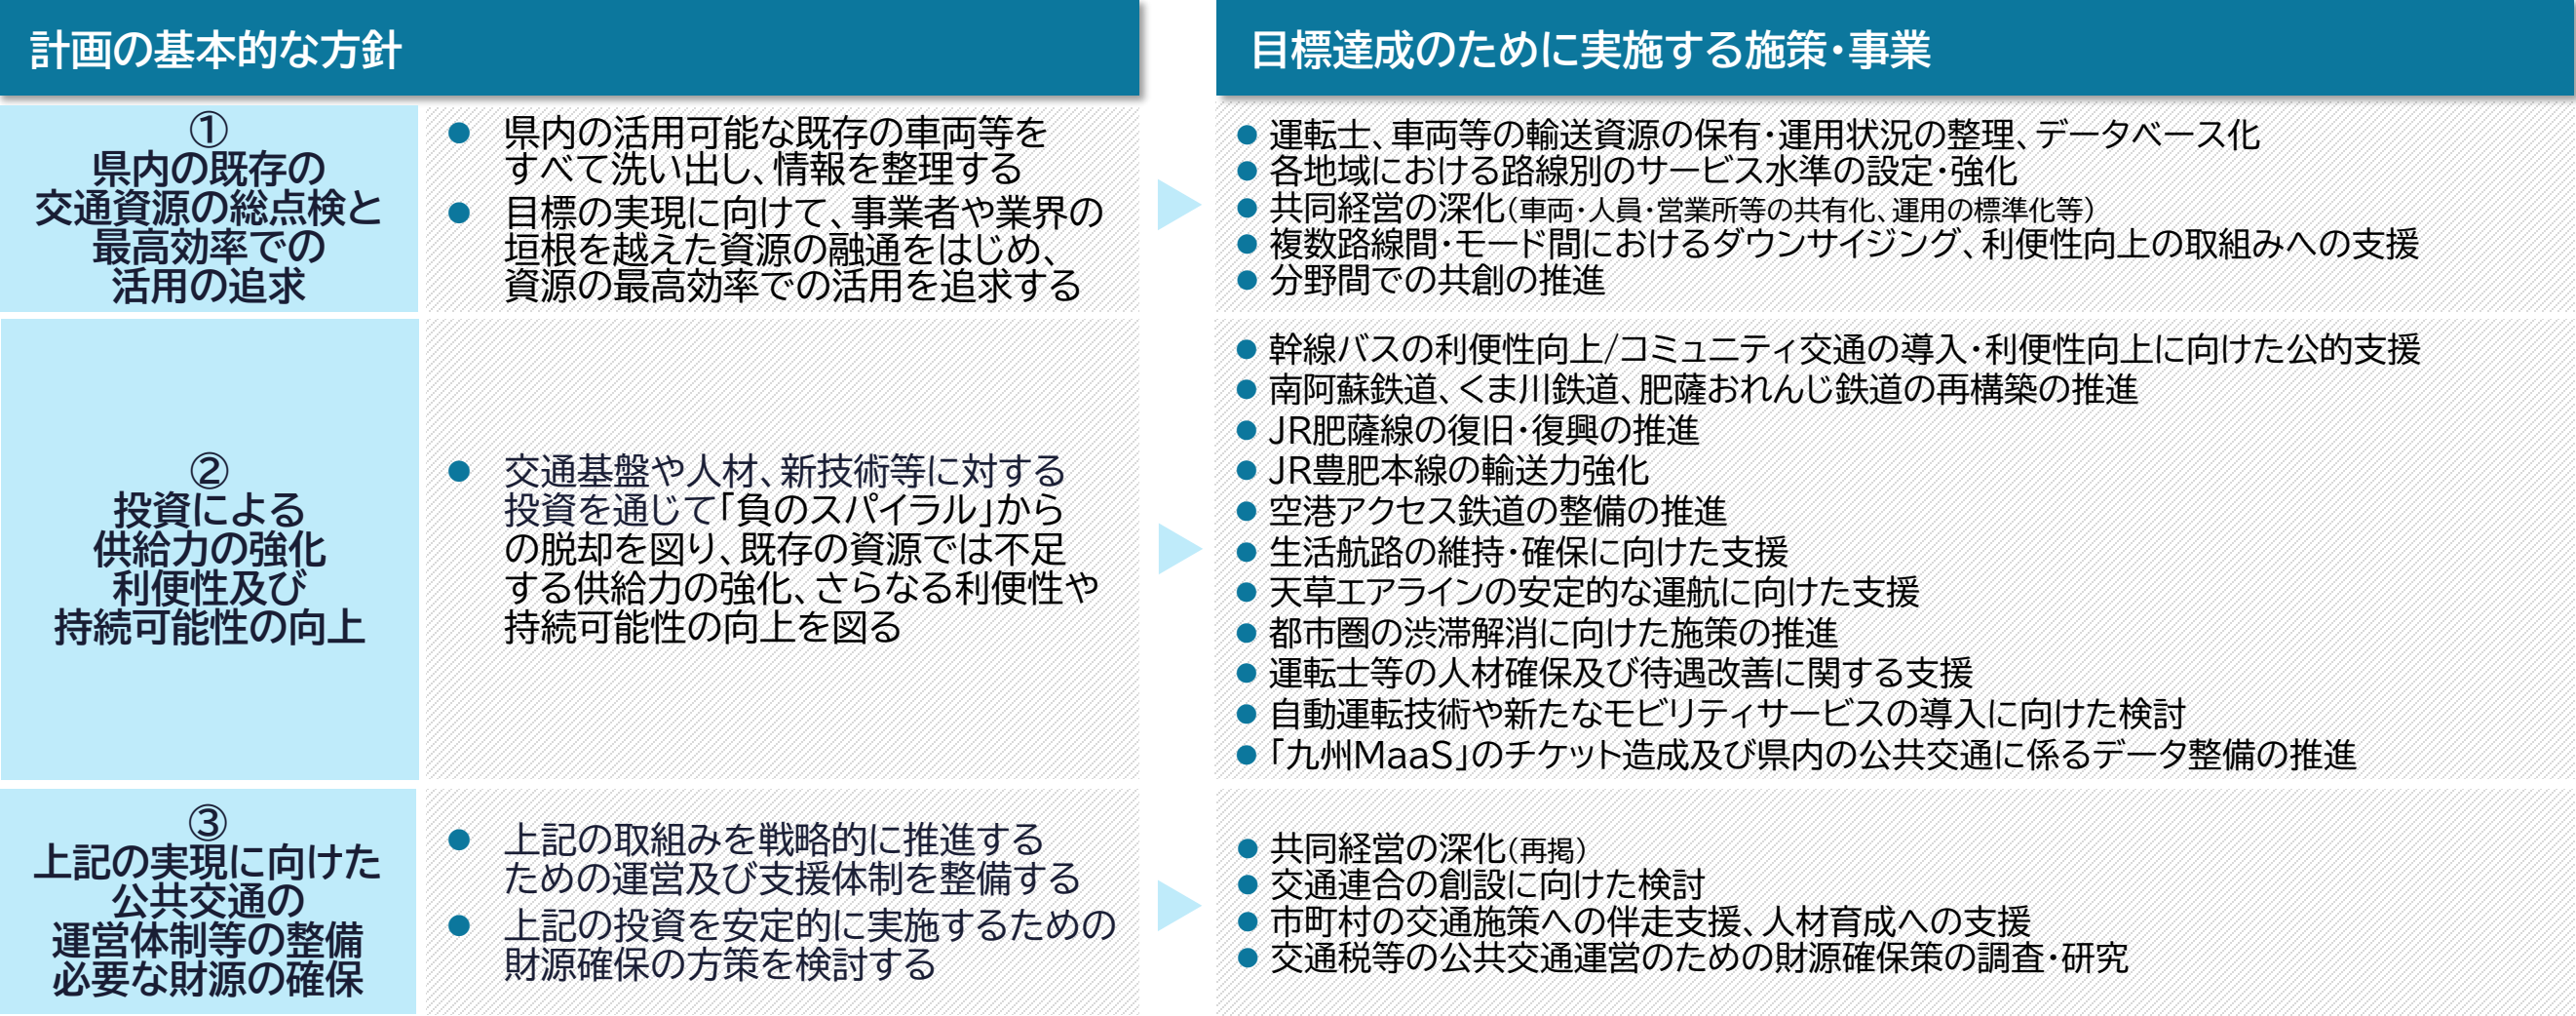 計画の基本的な方針
目標達成のために実施する施策・事業
①
県内の既存の
交通資源の総点検と
最高効率での
活用の追求
● 県内の活用可能な既存の車両等を
すべて洗い出し、情報を整理する
● 目標の実現に向けて、事業者や業界の
垣根を越えた資源の融通をはじめ、
資源の最高効率での活用を追求する
● 運転士、車両等の輸送資源の保有・運用状況の整理、データベース化
● 各地域における路線別のサービス水準の設定・強化
● 共同経営の深化(車両・人員・営業所等の共有化、運用の標準化等)
● 複数路線間・モード間におけるダウンサイジング、利便性向上の取組みへの支援
● 分野間での共創の推進
②
投資による
供給力の強化
利便性及び
持続可能性の向上
● 交通基盤や人材、新技術等に対する
投資を通じて「負のスパイラル」から
の脱却を図り、既存の資源では不足
する供給力の強化、さらなる利便性や
持続可能性の向上を図る
● 幹線バスの利便性向上/コミュニティ交通の導入・利便性向上に向けた公的支援
● 南阿蘇鉄道、くま川鉄道、肥薩おれんじ鉄道の再構築の推進
● JR肥薩線の復旧・復興の推進
● JR豊肥本線の輸送力強化
● 空港アクセス鉄道の整備の推進
● 生活航路の維持・確保に向けた支援
● 天草エアラインの安定的な運航に向けた支援
● 都市圏の渋滞解消に向けた施策の推進
● 運転士等の人材確保及び待遇改善に関する支援
● 自動運転技術や新たなモビリティサービスの導入に向けた検討
● 「九州MaaS」のチケット造成及び県内の公共交通に係るデータ整備の推進
③
上記の実現に向けた
公共交通の
運営体制等の整備
必要な財源の確保
● 上記の取組みを戦略的に推進する
ための運営及び支援体制を整備する
● 上記の投資を安定的に実施するための
財源確保の方策を検討する
● 共同経営の深化(再掲)
● 交通連合の創設に向けた検討
● 市町村の交通施策への伴走支援、人材育成への支援
● 交通税等の公共交通運営のための財源確保策の調査・研究